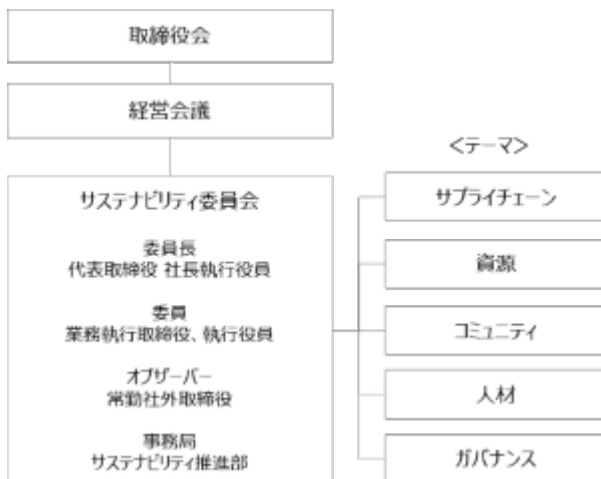 取締役会
経営会議
サステナビリティ委員会
委員長
代表取締役 社長執行役員
委員
業務執行取締役、執行役員
オブザーバー
常勤社外取締役
事務局
サステナビリティ推進部
<テーマ>
サプライチェーン
資源
コミュニティ
人材
ガバナンス